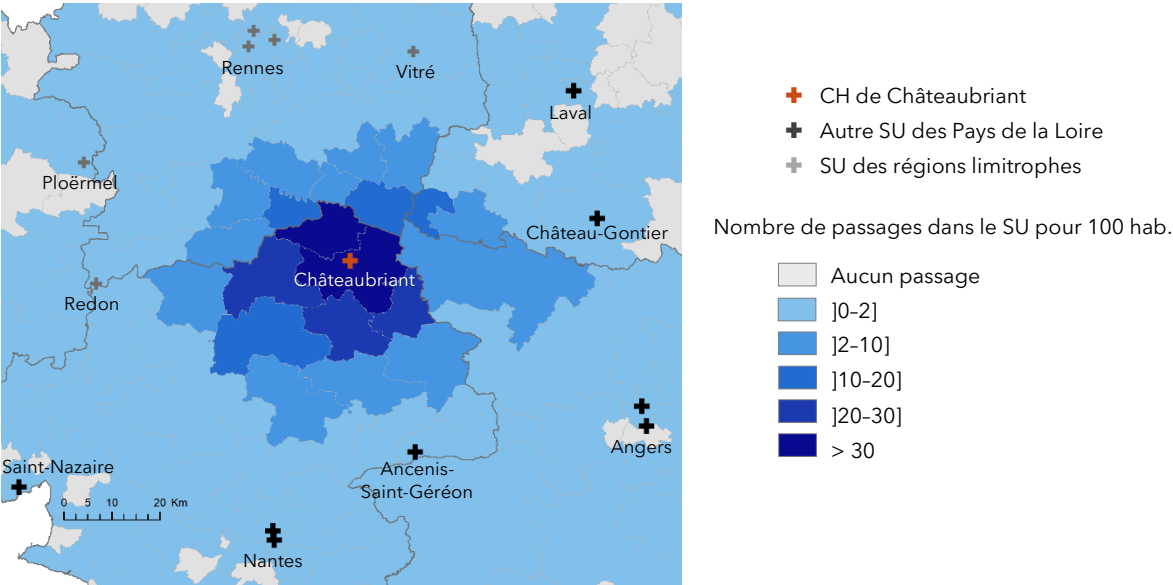 Rennes
Vitré
Laval
Ploërmel
Château-Gontier
Châteaubriant
Redon
Angers
Saint-Nazaire
Ancenis-
Saint-Géréon
0 5 10 20 Km
Nantes
CH de Châteaubriant
Autre SU des Pays de la Loire
SU des régions limitrophes
Nombre de passages dans le SU pour 100 hab.
Aucun passage
]0–2]
]2–10]
]10–20]
]20–30]
> 30